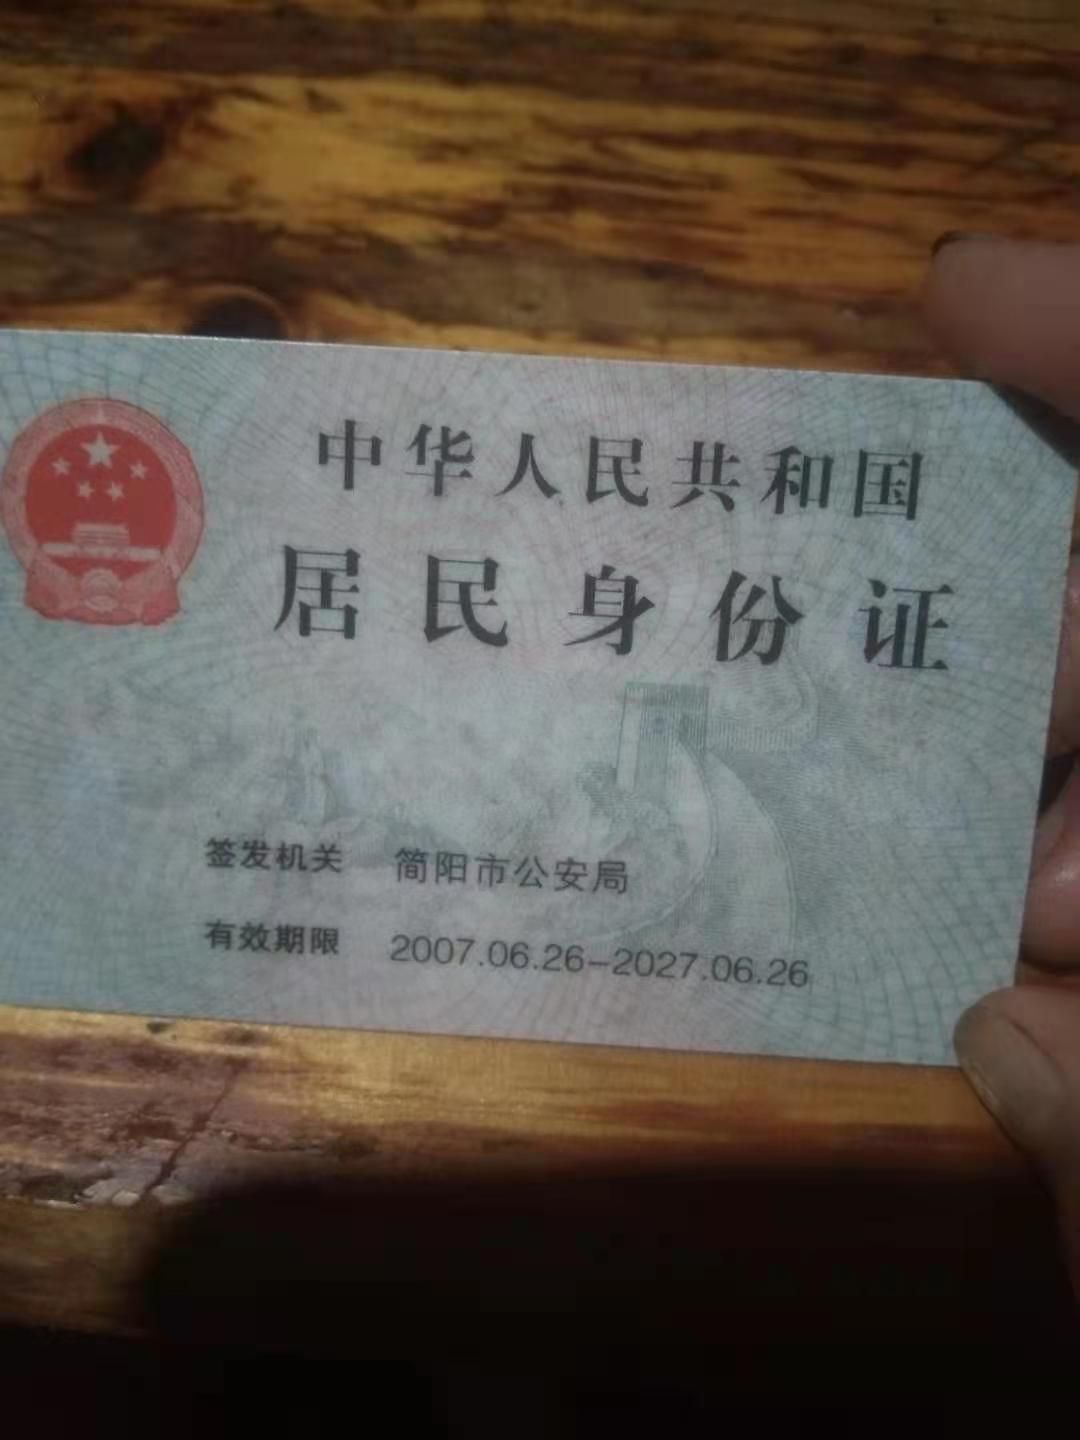 中华人民共和国
居民身份证
签发机关 简阳市公安局
有效期限 2007.06.26-2027.06.26